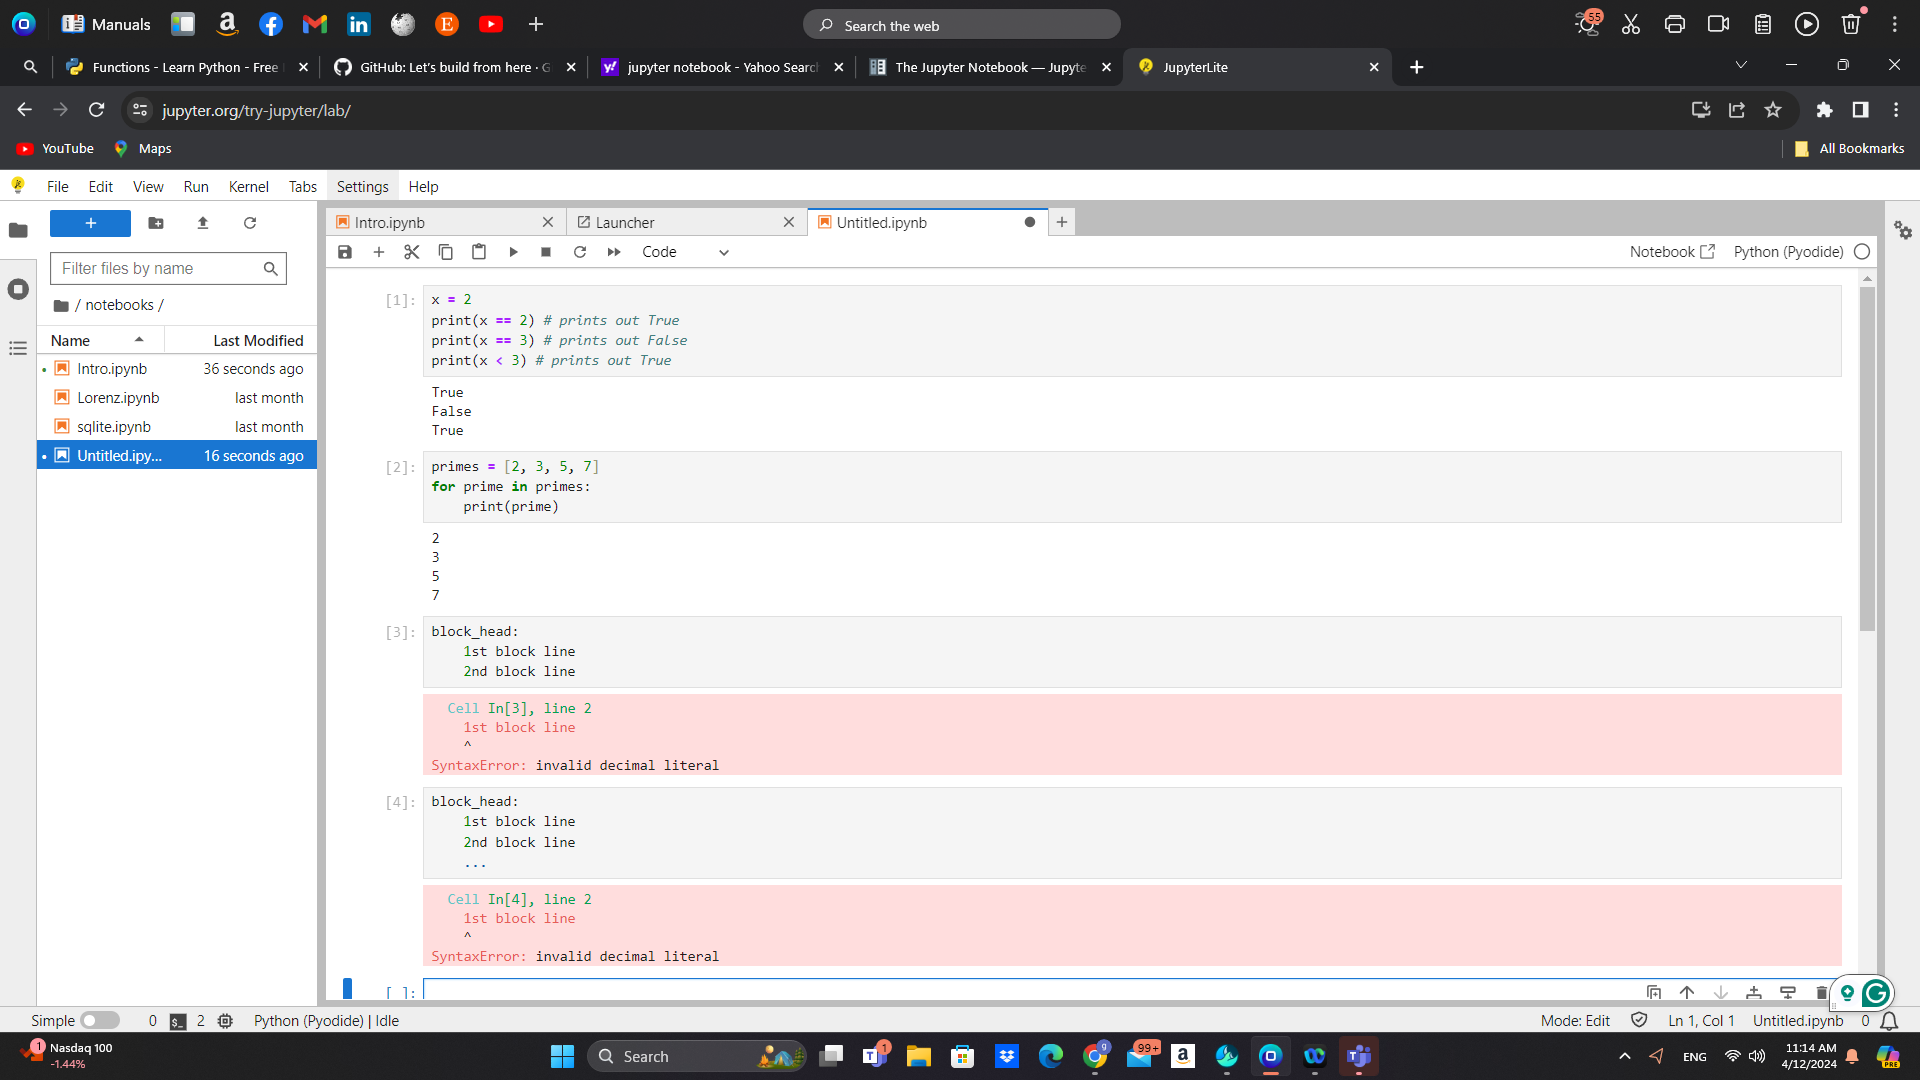 Manuals
Search the web
55
Functions - Learn Python - Free
GitHub: Let's build from here · G
jupyter notebook - Yahoo Search
The Jupyter Notebook — Jupyte
JupyterLite
jupyter.org/try-jupyter/lab/
YouTube
Maps
All Bookmarks
File Edit View Run Kernel Tabs Settings Help
Intro.ipynb
Launcher
Untitled.ipynb
Filter files by name
/ notebooks /
Name
Last Modified
Intro.ipynb 36 seconds ago
Lorenz.ipynb last month
sqlite.ipynb last month
Untitled.ipy... 16 seconds ago
Code
Notebook
Python (Pyodide)
[1]: x = 2
print(x == 2) # prints out True
print(x == 3) # prints out False
print(x < 3) # prints out True
True
False
True
[2]: primes = [2, 3, 5, 7]
for prime in primes:
    print(prime)
2
3
5
7
[3]: block_head:
    1st block line
    2nd block line
  Cell In[3], line 2
    1st block line
    ^
SyntaxError: invalid decimal literal
[4]: block_head:
    1st block line
    2nd block line
    ...
  Cell In[4], line 2
    1st block line
    ^
SyntaxError: invalid decimal literal
[ ]:
Simple 0 2 Python (Pyodide) | Idle
Mode: Edit Ln 1, Col 1 Untitled.ipynb 0
1
Nasdaq 100
-1.44%
Search
1
9
99+
ENG
11:14 AM
4/12/2024
PRE